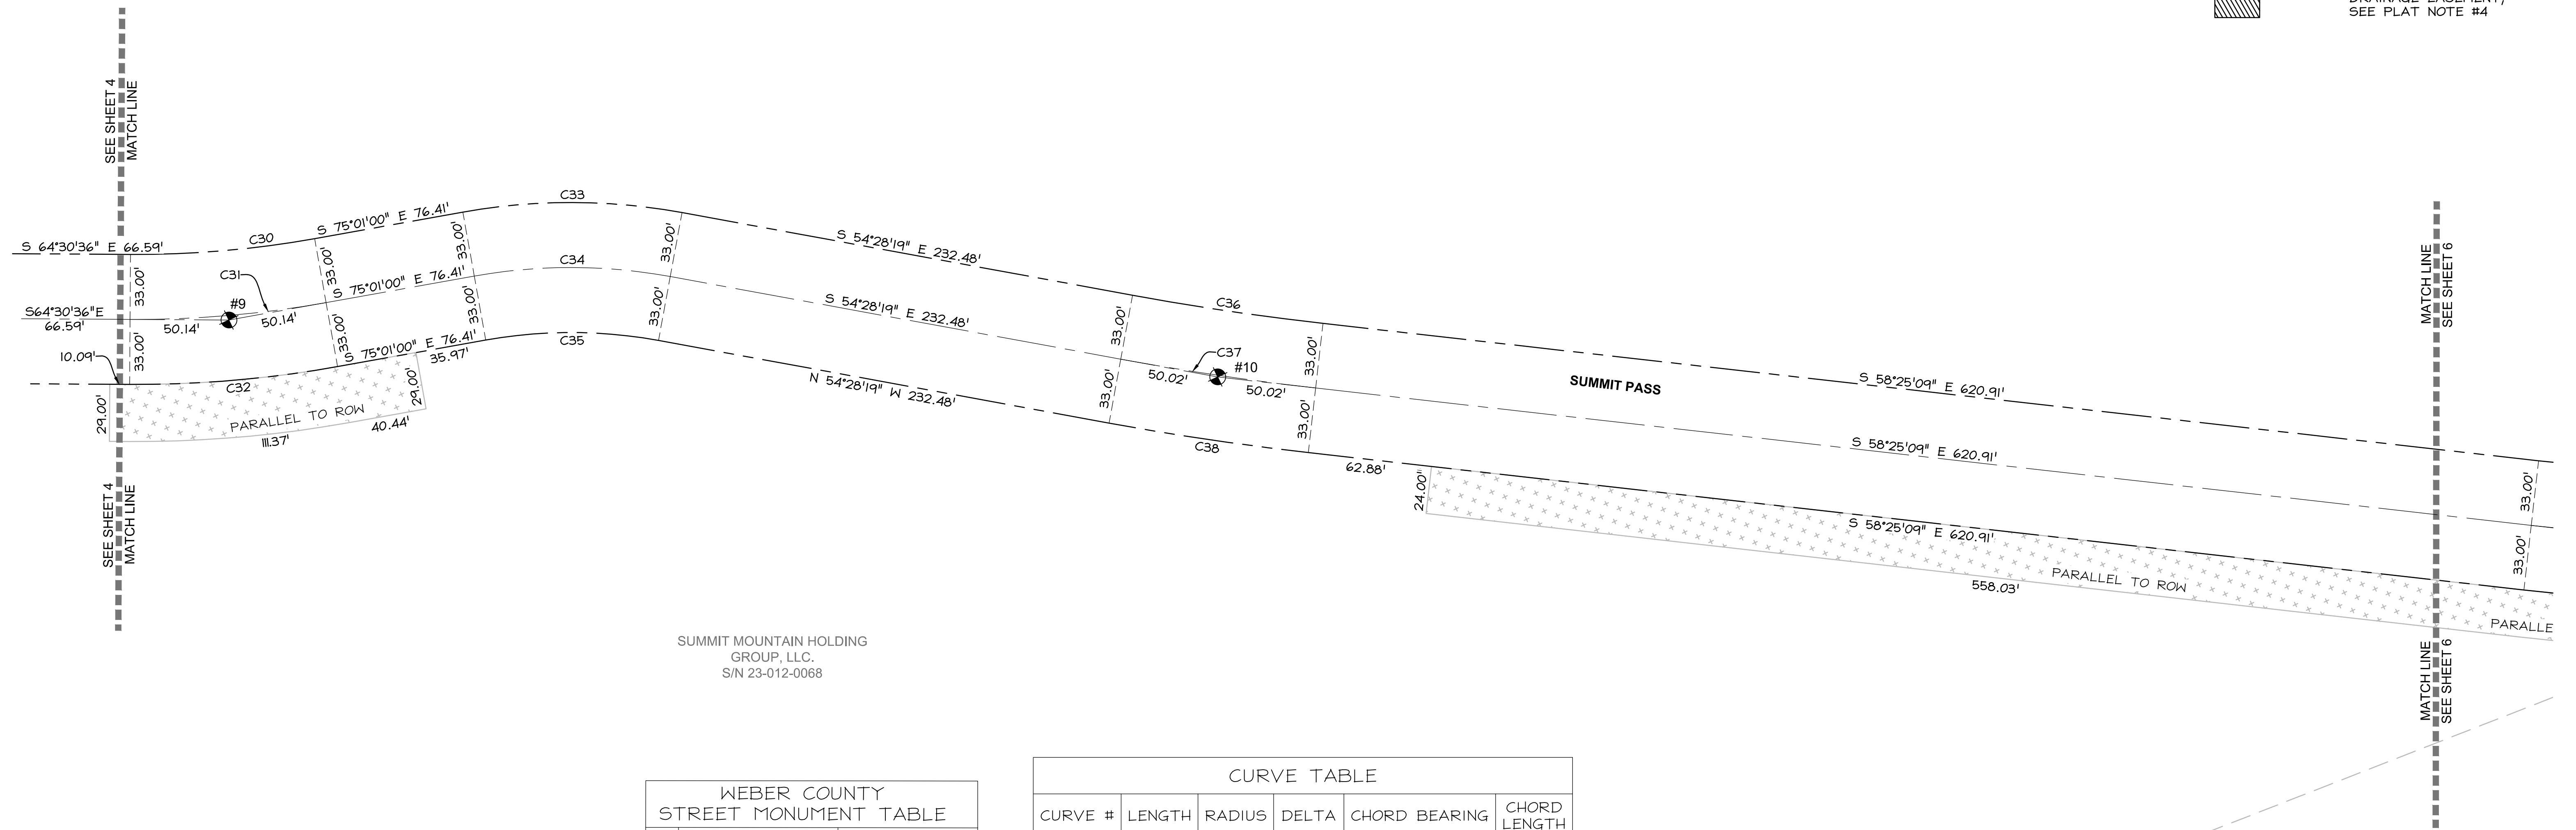 SEE PLAT NOTE #4
SEE SHEET 4
MATCH LINE
S 64°30'36" E 66.59'
C30
S 75°01'00" E 76.41'
C33
33.00'
33.00'
33.00'
33.00'
S64°30'36"E
66.59'
50.14'
#9
C31
50.14'
S 75°01'00" E 76.41'
C34
33.00'
33.00'
33.00'
33.00'
10.09'
C32
S 75°01'00" E 76.41'
35.97'
C35
29.00'
PARALLEL TO ROW
111.37'
40.44'
29.00'
SEE SHEET 4
MATCH LINE
S 54°28'19" E 232.48'
S 54°28'19" E 232.48'
N 54°28'19" W 232.48'
33.00'
33.00'
C36
C37
50.02'
#10
50.02'
33.00'
33.00'
C38
62.88'
24.00'
SUMMIT PASS
S 58°25'09" E 620.91'
S 58°25'09" E 620.91'
S 58°25'09" E 620.91'
PARALLEL TO ROW
558.03'
MATCH LINE
SEE SHEET 6
33.00'
33.00'
PARALLE
MATCH LINE
SEE SHEET 6
SUMMIT MOUNTAIN HOLDING
GROUP, LLC.
S/N 23-012-0068
WEBER COUNTY
STREET MONUMENT TABLE
CURVE TABLE
CURVE # LENGTH RADIUS DELTA CHORD BEARING CHORD LENGTH